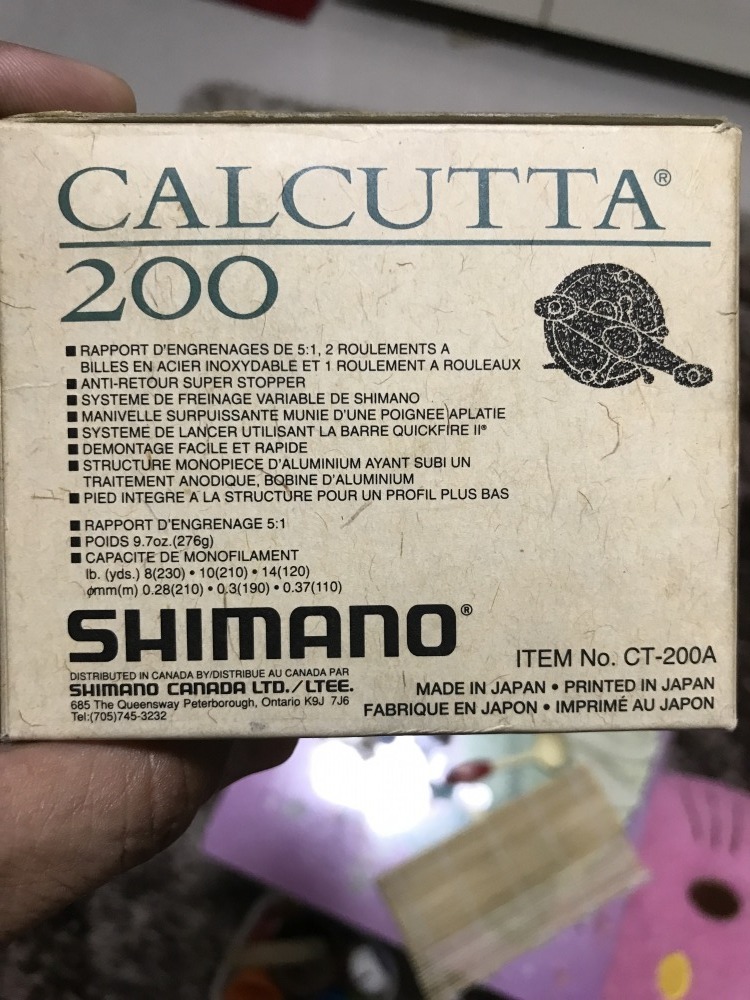 CALCUTTA®
200
■ RAPPORT D'ENGRENAGES DE 5:1, 2 ROULEMENTS A
BILLES EN ACIER INOXYDABLE ET 1 ROULEMENT A ROULEAUX
■ ANTI-RETOUR SUPER STOPPER
■ SYSTEME DE FREINAGE VARIABLE DE SHIMANO
■ MANIVELLE SURPUISSANTE MUNIE D'UNE POIGNEE APLATIE
■ SYSTEME DE LANCER UTILISANT LA BARRE QUICKFIRE II®
■ DEMONTAGE FACILE ET RAPIDE
■ STRUCTURE MONOPIECE D'ALUMINIUM AYANT SUBI UN
TRAITEMENT ANODIQUE, BOBINE D'ALUMINIUM
■ PIED INTEGRE A LA STRUCTURE POUR UN PROFIL PLUS BAS
■ RAPPORT D'ENGRENAGE 5:1
■ POIDS 9.7oz.(276g)
■ CAPACITE DE MONOFILAMENT
lb. (yds.) 8(230) • 10(210) • 14(120)
ømm(m) 0.28(210) • 0.3(190) • 0.37(110)
SHIMANO®
DISTRIBUTED IN CANADA BY/DISTRIBUE AU CANADA PAR
SHIMANO CANADA LTD./LTEE.
685 The Queensway Peterborough, Ontario K9J 7J6
Tel:(705)745-3232
ITEM No. CT-200A
MADE IN JAPAN • PRINTED IN JAPAN
FABRIQUE EN JAPON • IMPRIMÉ AU JAPON